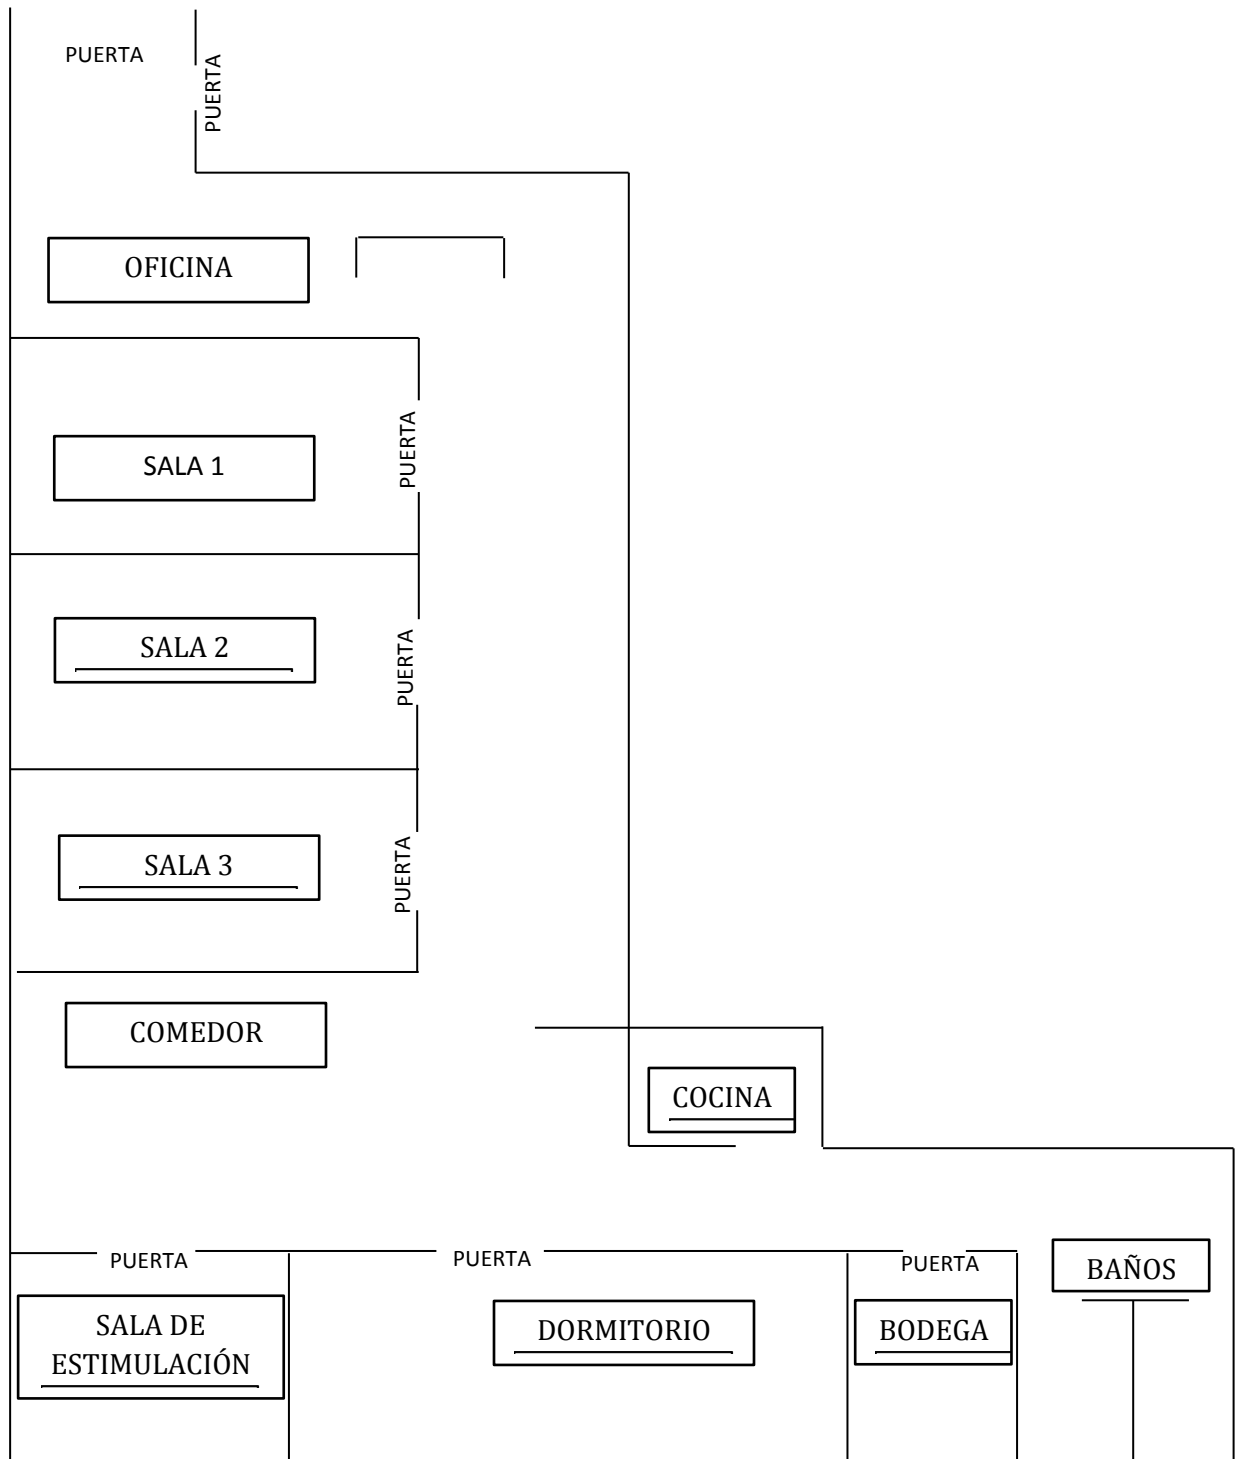 PUERTA
PUERTA
OFICINA
PUERTA
SALA 1
SALA 2
PUERTA
SALA 3
PUERTA
COMEDOR
COCINA
PUERTA
PUERTA
PUERTA
BAÑOS
SALA DE
ESTIMULACIÓN
DORMITORIO
BODEGA